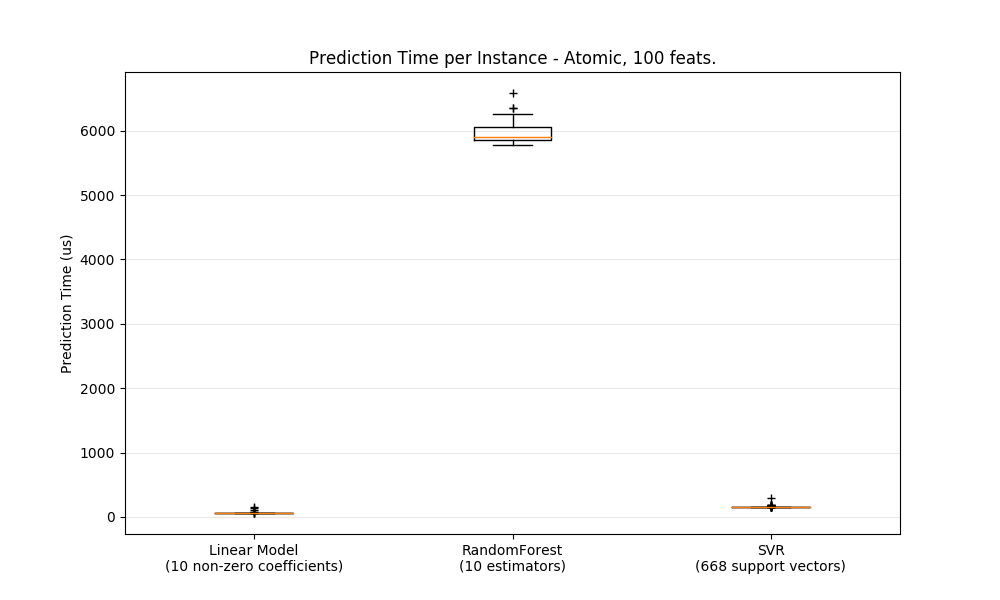 Prediction Time per Instance - Atomic, 100 feats.
Prediction Time (us)
6000
5000
4000
3000
2000
1000
0
Linear Model
(10 non-zero coefficients)
RandomForest
(10 estimators)
SVR
(668 support vectors)